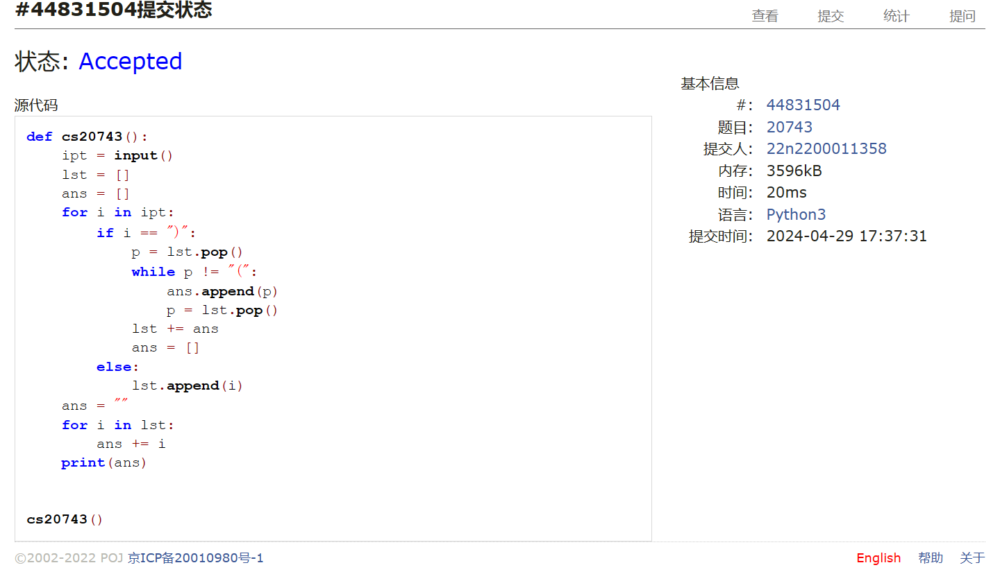 #44831504提交状态
查看 提交 统计 提问
状态: Accepted
基本信息
源代码
#: 44831504
题目: 20743
提交人: 22n2200011358
内存: 3596kB
时间: 20ms
语言: Python3
提交时间: 2024-04-29 17:37:31
def cs20743():
    ipt = input()
    lst = []
    ans = []
    for i in ipt:
        if i == ")":
            p = lst.pop()
            while p != "(":
                ans.append(p)
                p = lst.pop()
            lst += ans
            ans = []
        else:
            lst.append(i)
    ans = ""
    for i in lst:
        ans += i
    print(ans)
cs20743()
©2002-2022 POJ 京ICP备20010980号-1
English 帮助 关于